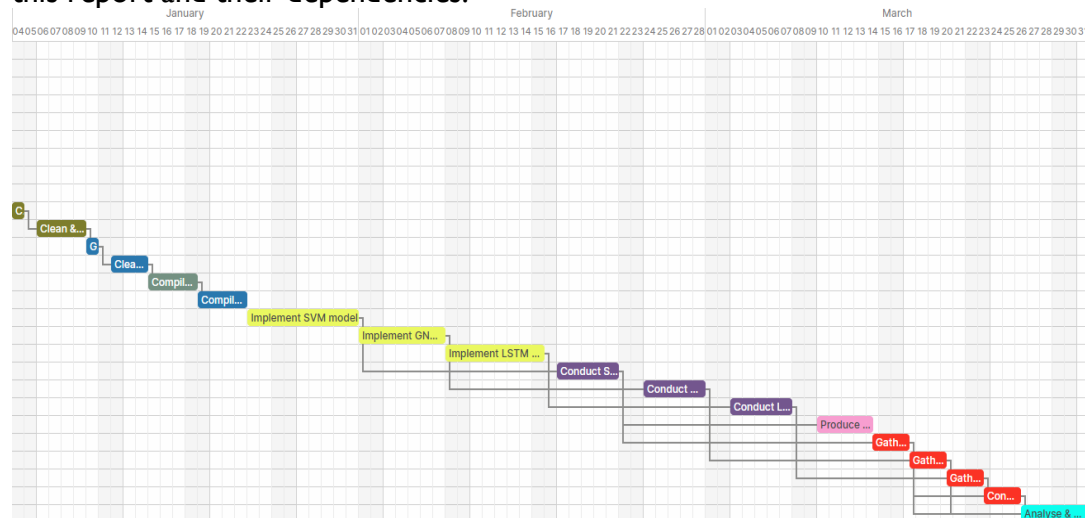 this report and their dependencies.
January February March
04 05 06 07 08 09 10 11 12 13 14 15 16 17 18 19 20 21 22 23 24 25 26 27 28 29 30 31 01 02 03 04 05 06 07 08 09 10 11 12 13 14 15 16 17 18 19 20 21 22 23 24 25 26 27 28 01 02 03 04 05 06 07 08 09 10 11 12 13 14 15 16 17 18 19 20 21 22 23 24 25 26 27 28 29 30 3
C
Clean &...
G
Clea...
Compil...
Compil...
Implement SVM model
Implement GN...
Implement LSTM ...
Conduct S...
Conduct ...
Conduct L...
Produce ...
Gath...
Gath...
Gath...
Con...
Analyse & ...